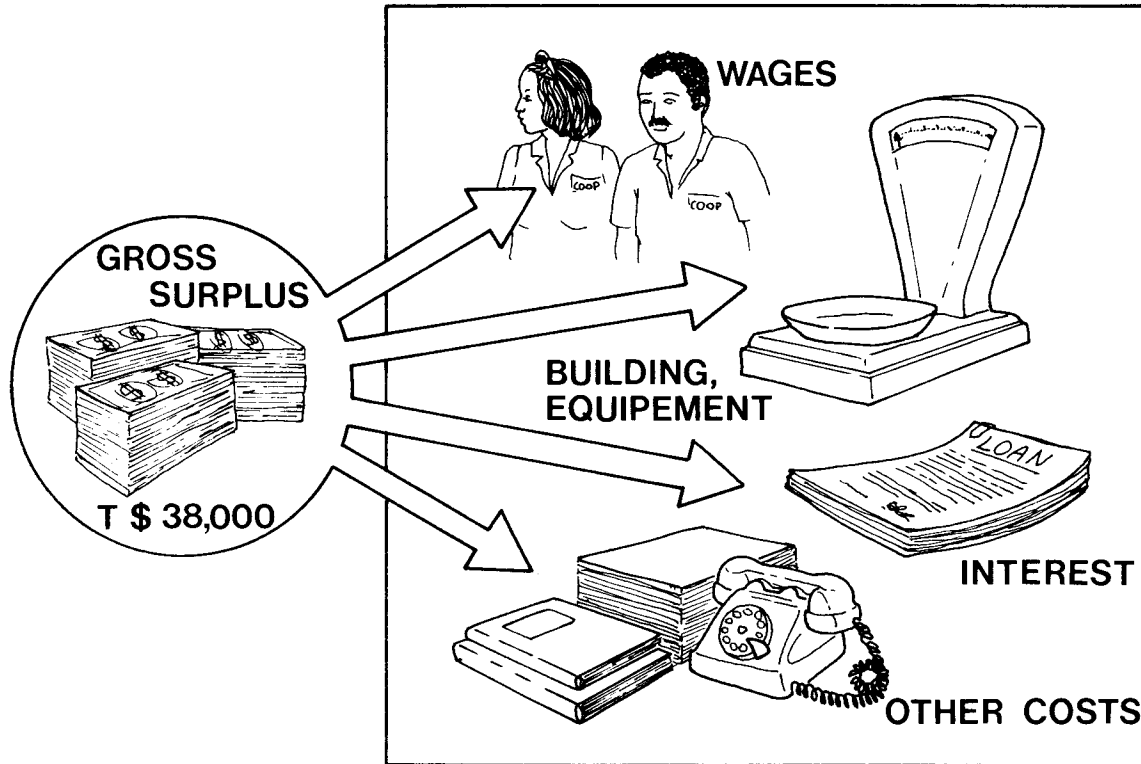 WAGES
COOP
COOP
GROSS
SURPLUS
$ $
$ $
$ $
T $ 38,000
BUILDING,
EQUIPEMENT
LOAN
INTEREST
OTHER COSTS